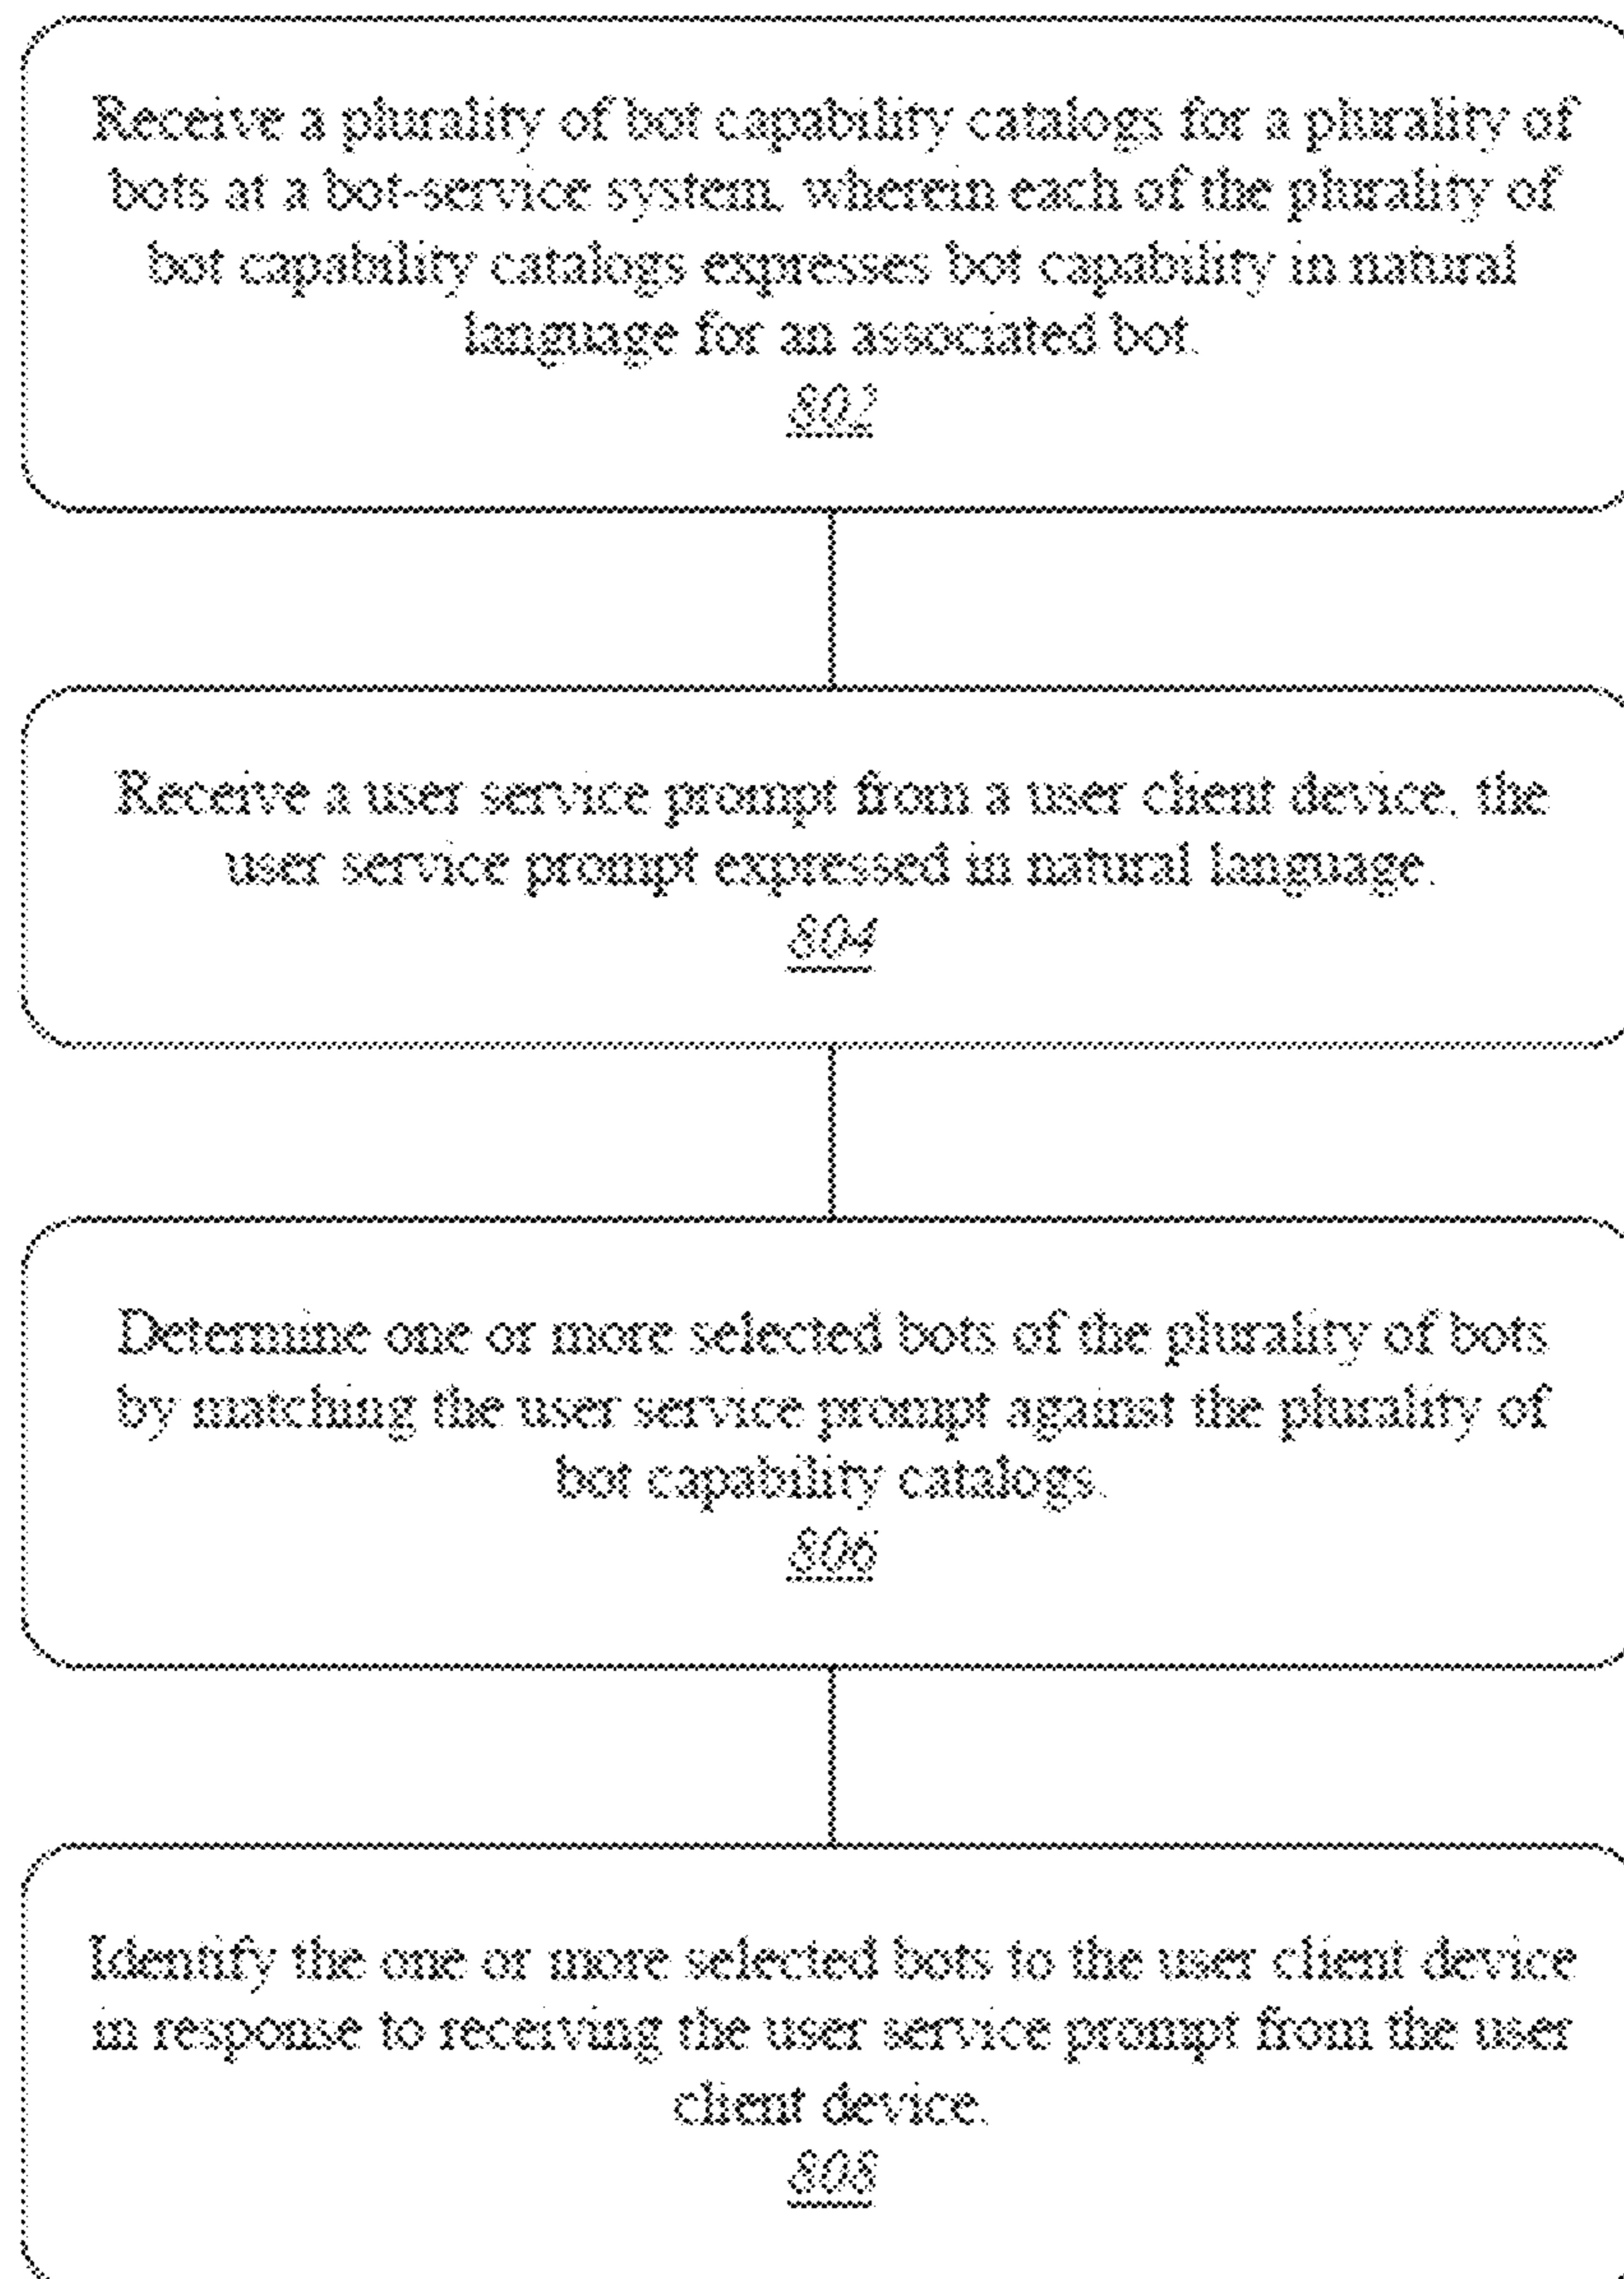 Receive a plurality of bot capability catalogs for a plurality of
bots at a bot-service system, wherein each of the plurality of
bot capability catalogs expresses bot capability in natural
language for an associated bot.
802
Receive a user service prompt from a user client device, the
user service prompt expressed in natural language.
804
Determine one or more selected bots of the plurality of bots
by matching the user service prompt against the plurality of
bot capability catalogs.
806
Identify the one or more selected bots to the user client device
in response to receiving the user service prompt from the user
client device.
808